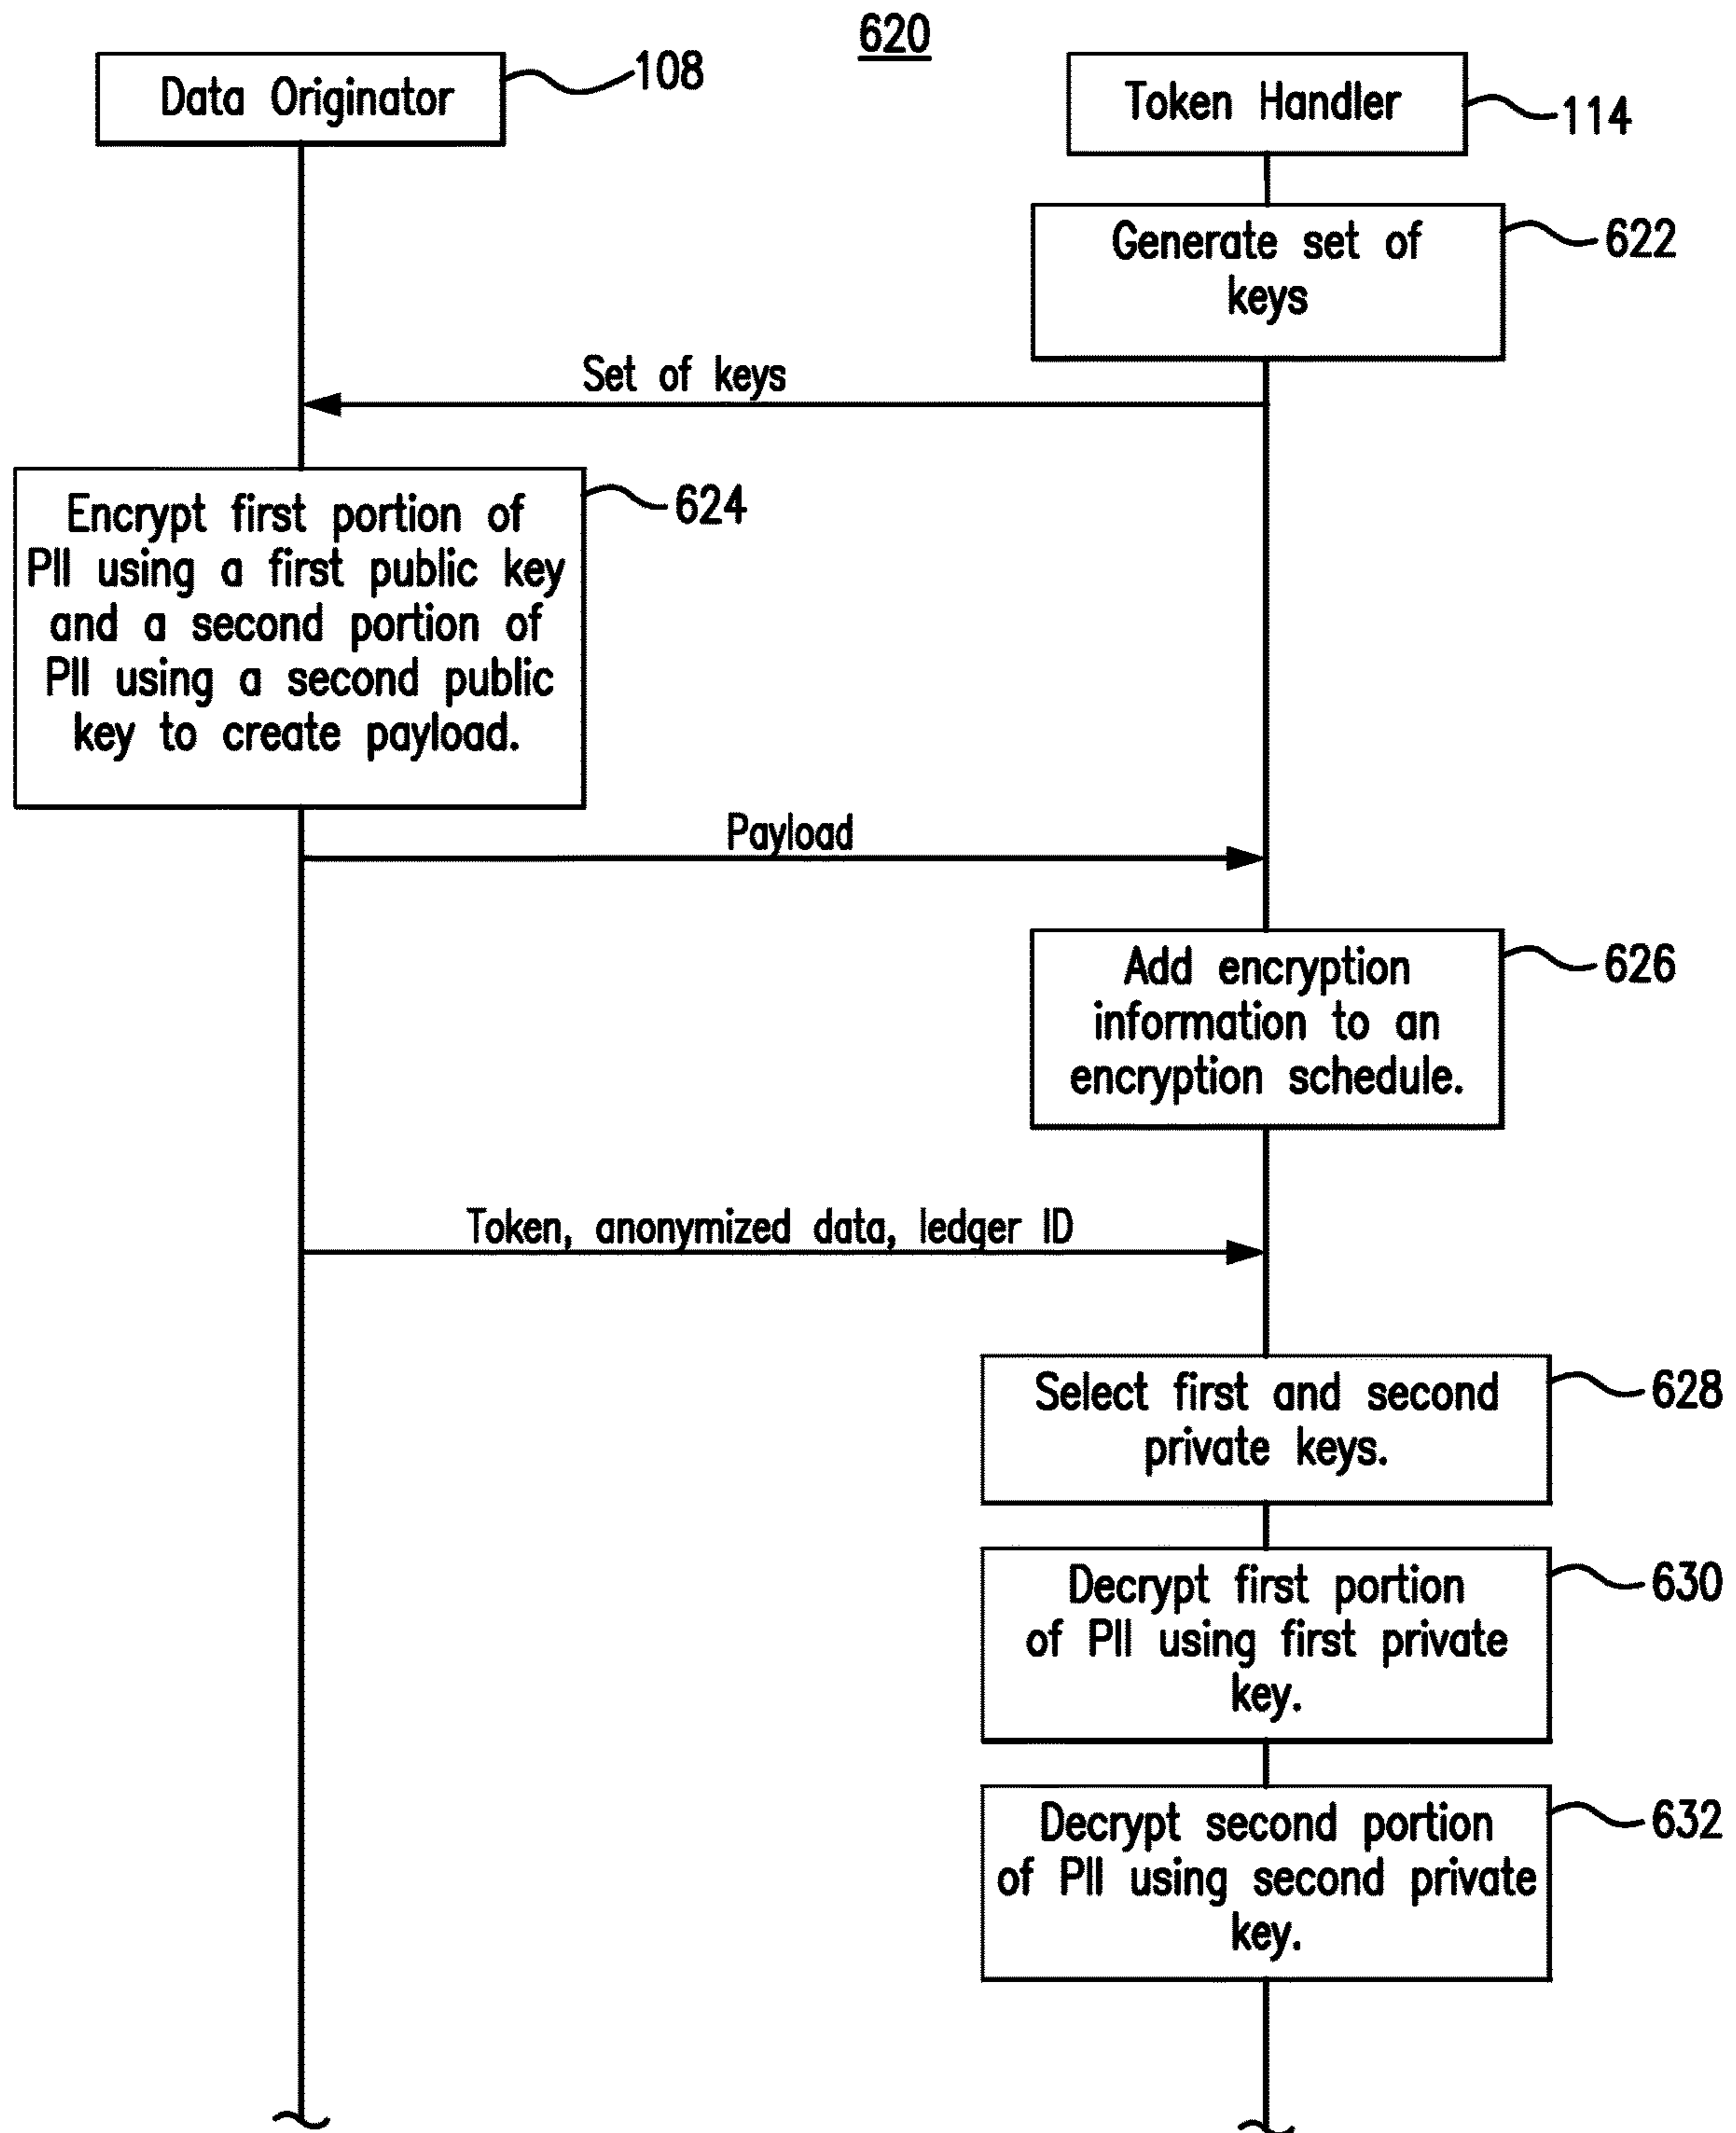 620
Data Originator
108
Token Handler
114
Generate set of
keys
622
Set of keys
Encrypt first portion of
PII using a first public key
and a second portion of
PII using a second public
key to create payload.
624
Payload
Add encryption
information to an
encryption schedule.
626
Token, anonymized data, ledger ID
Select first and second
private keys.
628
Decrypt first portion
of PII using first private
key.
630
Decrypt second portion
of PII using second private
key.
632